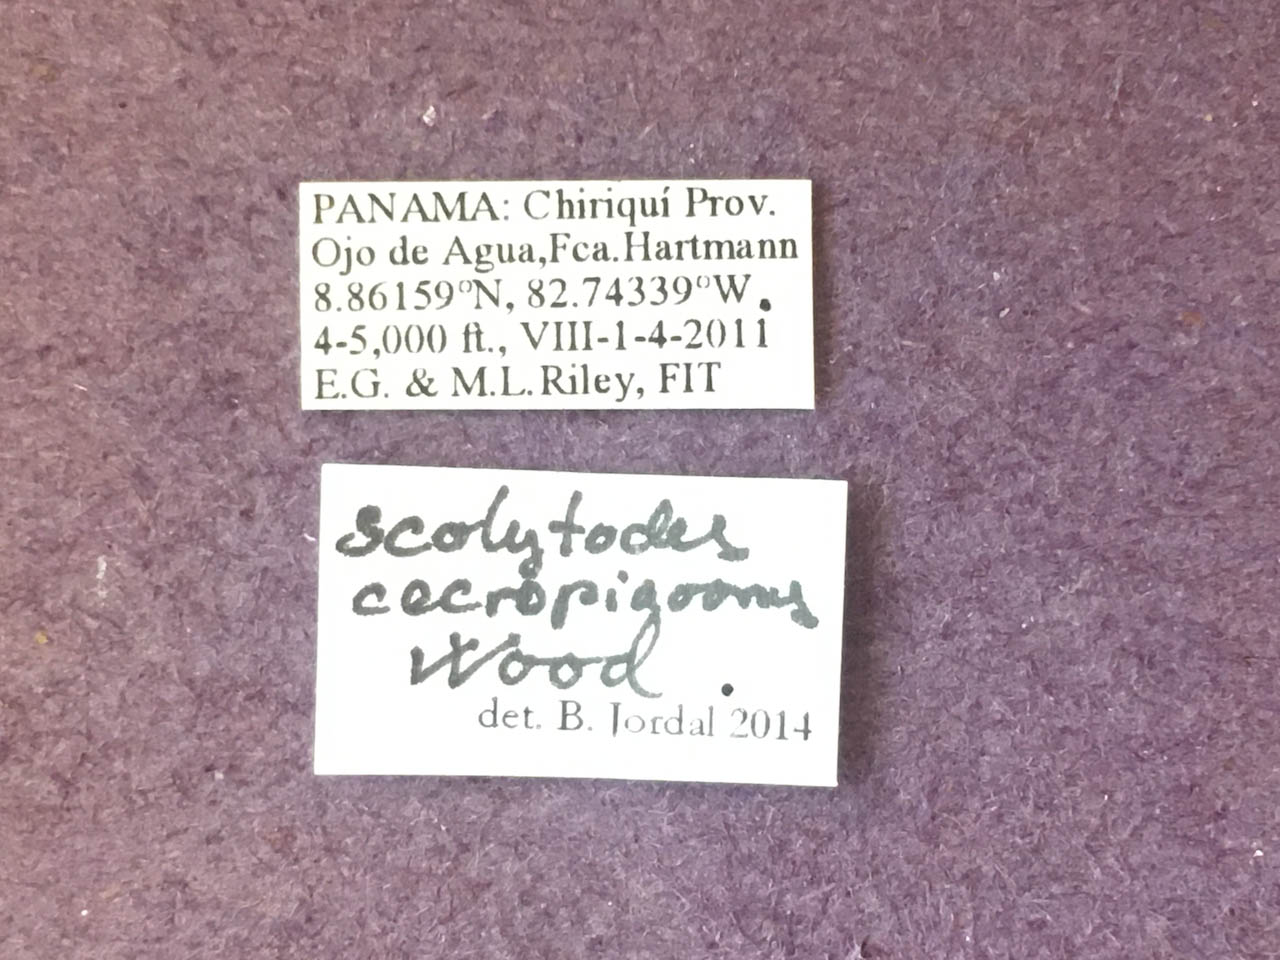 PANAMA: Chiriquí Prov.
Ojo de Agua,Fca.Hartmann
8.86159°N, 82.74339°W
4-5,000 ft., VIII-1-4-2011
E.G. & M.L.Riley, FIT
scolytodes
Wood
det. B. Jordal 2014